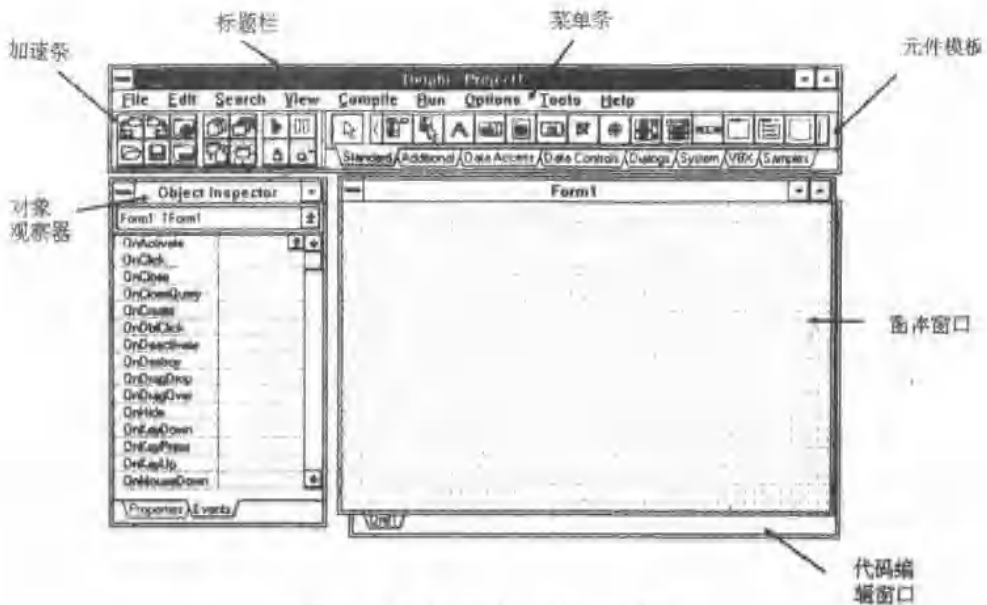 标题栏
菜单条
加速条
元件模板
Delphi - Project1
File Edit Search View Compile Run Options Tools Help
Standard Additional Data Access Data Controls Dialogs System VBX Samples
对象
观察器
Object Inspector
Form1: TForm1
OnActivate
OnClick
OnClose
OnCloseQuery
OnCreate
OnDblClick
OnDeactivate
OnDestroy
OnDragDrop
OnDragOver
OnHide
OnKeyDown
OnKeyPress
OnKeyUp
OnMouseDown
Properties Events
Form1
窗口
Unit1
代码编
辑窗口